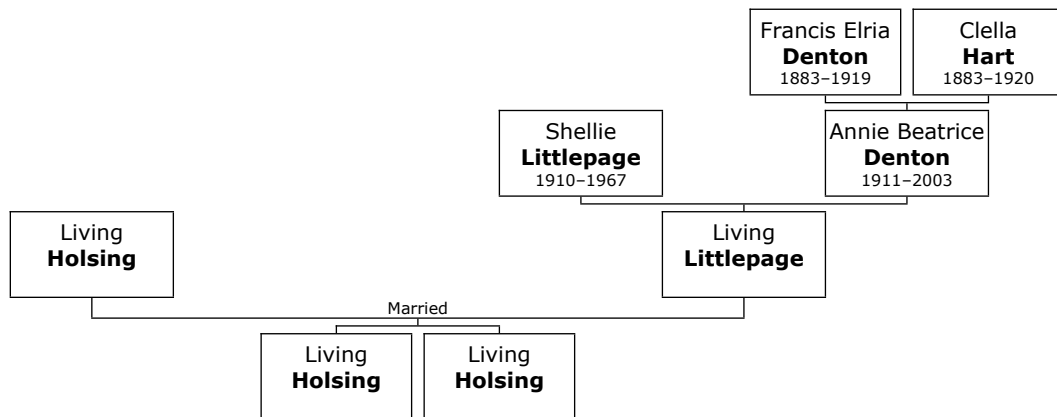 Francis Elria
Denton
1883–1919
Clella
Hart
1883–1920
Shellie
Littlepage
1910–1967
Annie Beatrice
Denton
1911–2003
Living
Holsing
Living
Littlepage
Married
Living
Holsing
Living
Holsing